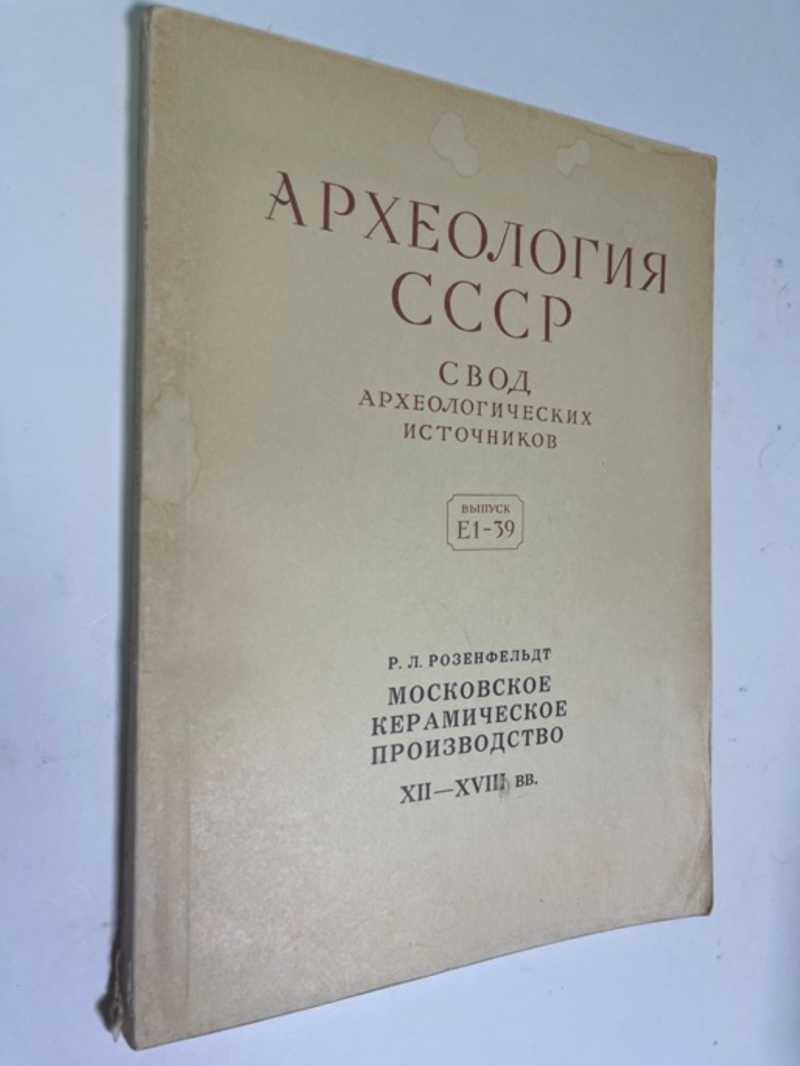 АРХЕОЛОГИЯ
СССР
СВОД
АРХЕОЛОГИЧЕСКИХ
ИСТОЧНИКОВ
ВЫПУСК
Е1-39
Р. Л. РОЗЕНФЕЛЬДТ
МОСКОВСКОЕ
КЕРАМИЧЕСКОЕ
ПРОИЗВОДСТВО
XII—XVIII вв.